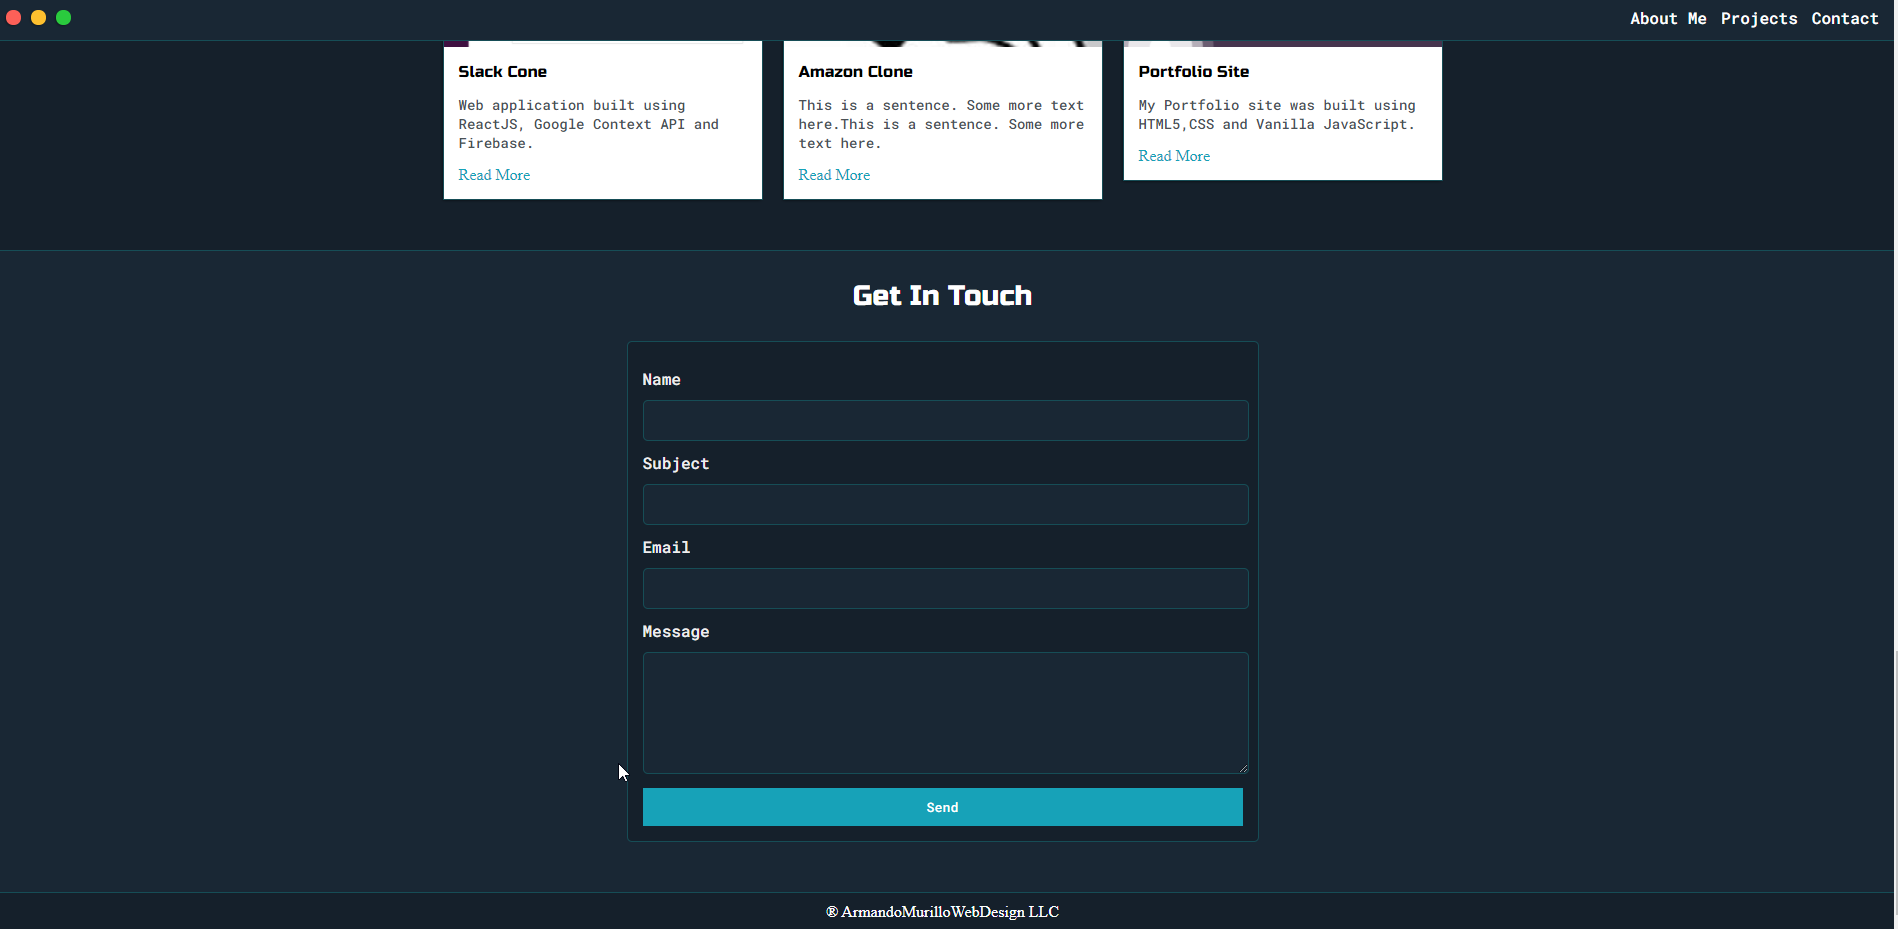 About Me Projects Contact
Slack Cone
Web application built using
ReactJS, Google Context API and
Firebase.
Read More
Amazon Clone
This is a sentence. Some more text
here.This is a sentence. Some more
text here.
Read More
Portfolio Site
My Portfolio site was built using
HTML5,CSS and Vanilla JavaScript.
Read More
Get In Touch
Name
Subject
Email
Message
Send
® ArmandoMurilloWebDesign LLC